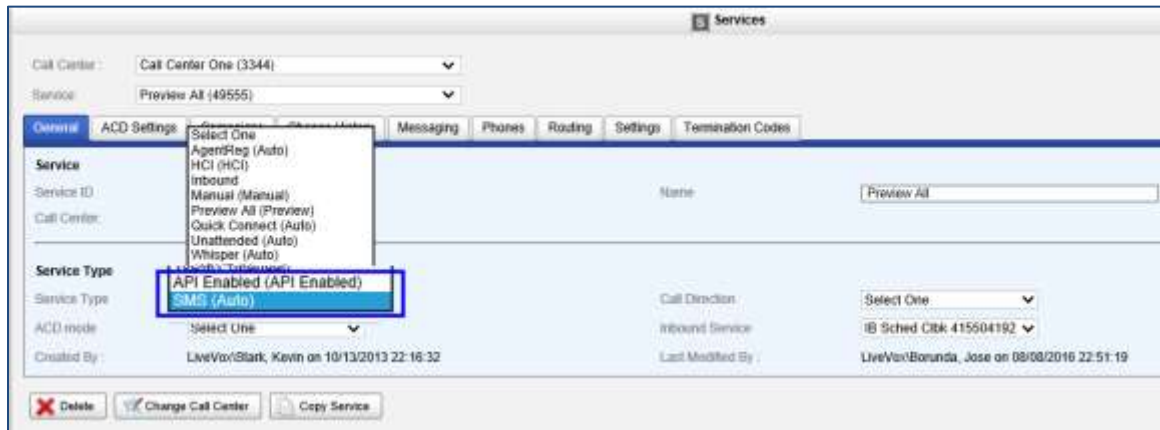 S Services
Call Center : Call Center One (3344)
Service Preview All (49555)
General ACD Settings Messaging Phones Routing Settings Termination Codes
Select One
AgentReg (Auto)
HCI (HCI)
Inbound
Manual (Manual)
Preview All (Preview)
Quick Connect (Auto)
Unattended (Auto)
Whisper (Auto)
API Enabled (API Enabled)
SMS (Auto)
Service
Service ID Name Preview All
Call Center:
Service Type
Service Type Call Direction Select One
ACD mode Select One Inbound Service IB Sched Clbk 415504192
Created By : LiveVox\Stark, Kevin on 10/13/2013 22:16:32 Last Modified By : LiveVox\Borunda, Jose on 08/08/2016 22:51:19
Delete Change Call Center Copy Service